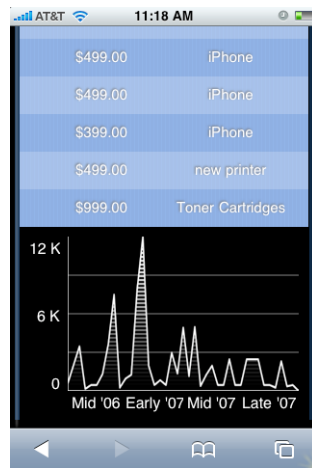 AT&T 11:18 AM
$499.00 iPhone
$499.00 iPhone
$399.00 iPhone
$499.00 new printer
$999.00 Toner Cartridges
12 K
6 K
0
Mid '06 Early '07 Mid '07 Late '07